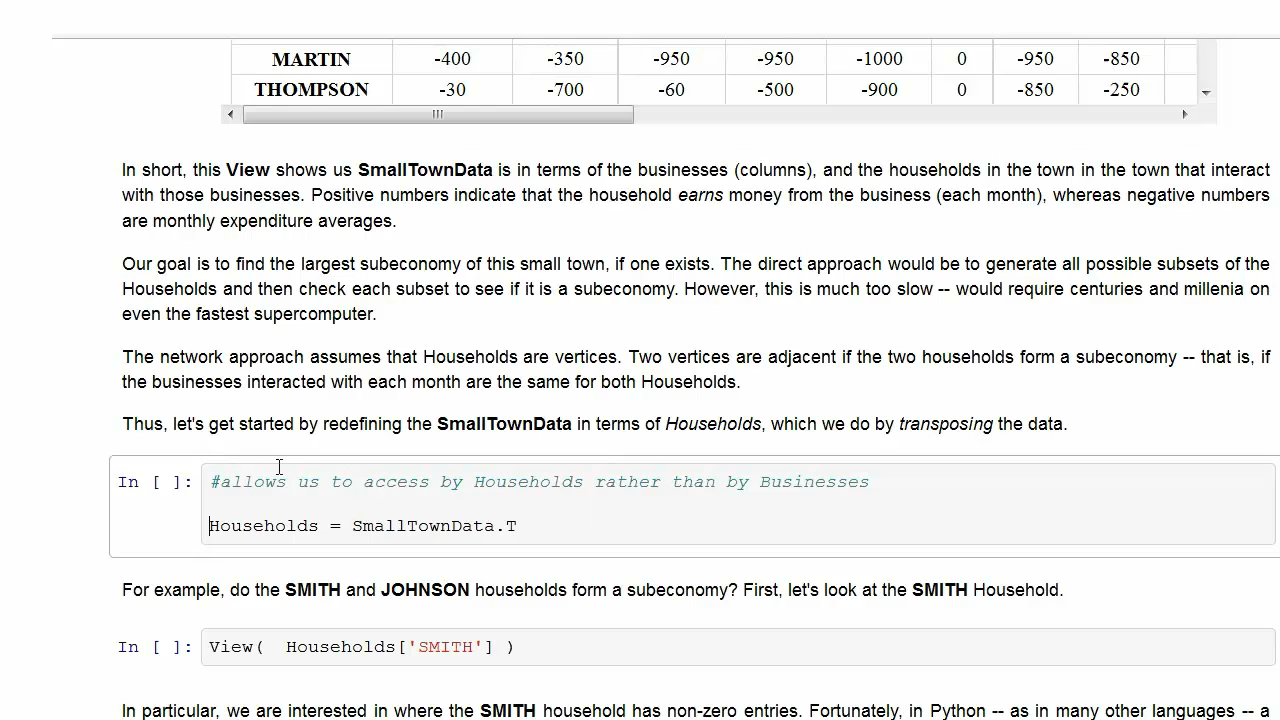 MARTIN -400 -350 -950 -950 -1000 0 -950 -850
THOMPSON -30 -700 -60 -500 -900 0 -850 -250
In short, this View shows us SmallTownData is in terms of the businesses (columns), and the households in the town in the town that interact
with those businesses. Positive numbers indicate that the household earns money from the business (each month), whereas negative numbers
are monthly expenditure averages.
Our goal is to find the largest subeconomy of this small town, if one exists. The direct approach would be to generate all possible subsets of the
Households and then check each subset to see if it is a subeconomy. However, this is much too slow -- would require centuries and millenia on
even the fastest supercomputer.
The network approach assumes that Households are vertices. Two vertices are adjacent if the two households form a subeconomy -- that is, if
the businesses interacted with each month are the same for both Households.
Thus, let's get started by redefining the SmallTownData in terms of Households, which we do by transposing the data.
In [ ]: #allows us to access by Households rather than by Businesses
Households = SmallTownData.T
For example, do the SMITH and JOHNSON households form a subeconomy? First, let's look at the SMITH Household.
In [ ]: View(  Households['SMITH'] )
In particular, we are interested in where the SMITH household has non-zero entries. Fortunately, in Python -- as in many other languages -- a